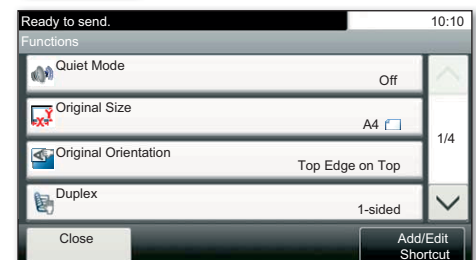 Ready to send.
10:10
Functions
Quiet Mode
Off
Original Size
A4
1/4
Original Orientation
Top Edge on Top
Duplex
1-sided
Close
Add/Edit
Shortcut